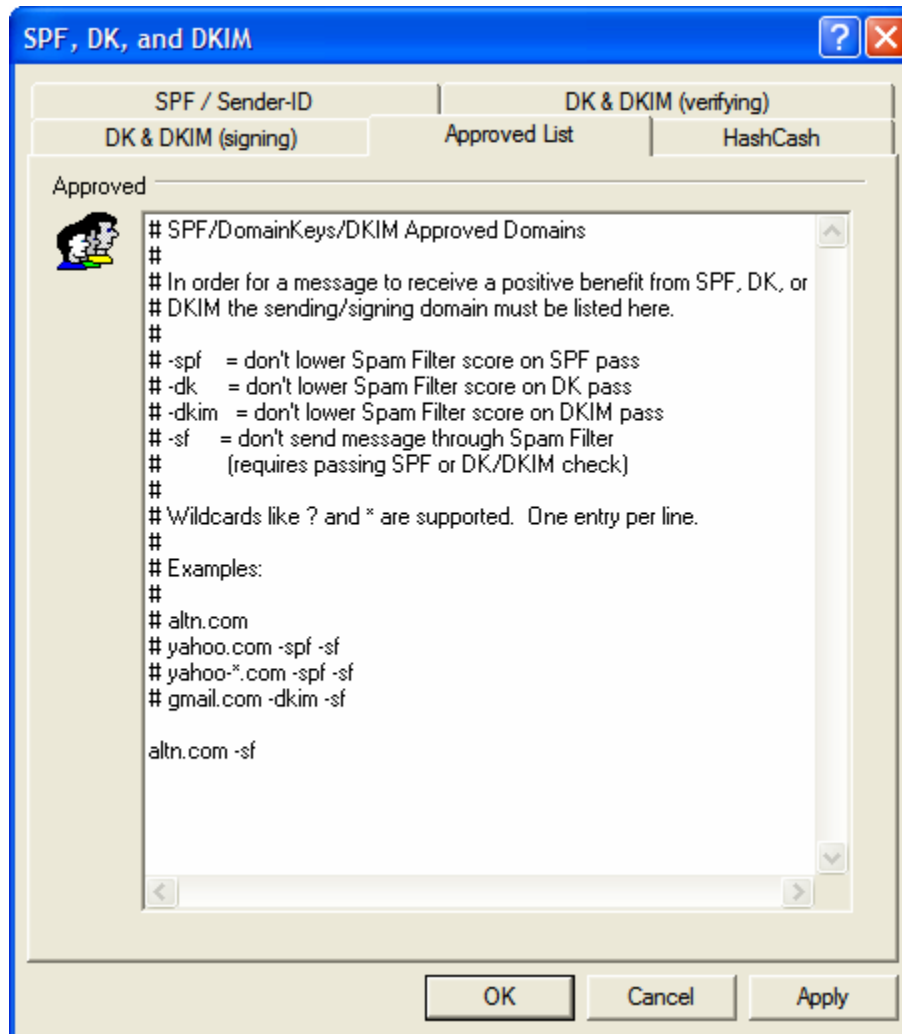 SPF, DK, and DKIM
SPF / Sender-ID
DK & DKIM (verifying)
DK & DKIM (signing)
Approved List
HashCash
Approved
# SPF/DomainKeys/DKIM Approved Domains
#
# In order for a message to receive a positive benefit from SPF, DK, or
# DKIM the sending/signing domain must be listed here.
#
# -spf = don't lower Spam Filter score on SPF pass
# -dk = don't lower Spam Filter score on DK pass
# -dkim = don't lower Spam Filter score on DKIM pass
# -sf = don't send message through Spam Filter
# (requires passing SPF or DK/DKIM check)
#
# Wildcards like ? and * are supported. One entry per line.
#
# Examples:
#
# altn.com
# yahoo.com -spf -sf
# yahoo-*.com -spf -sf
# gmail.com -dkim -sf
altn.com -sf
OK
Cancel
Apply